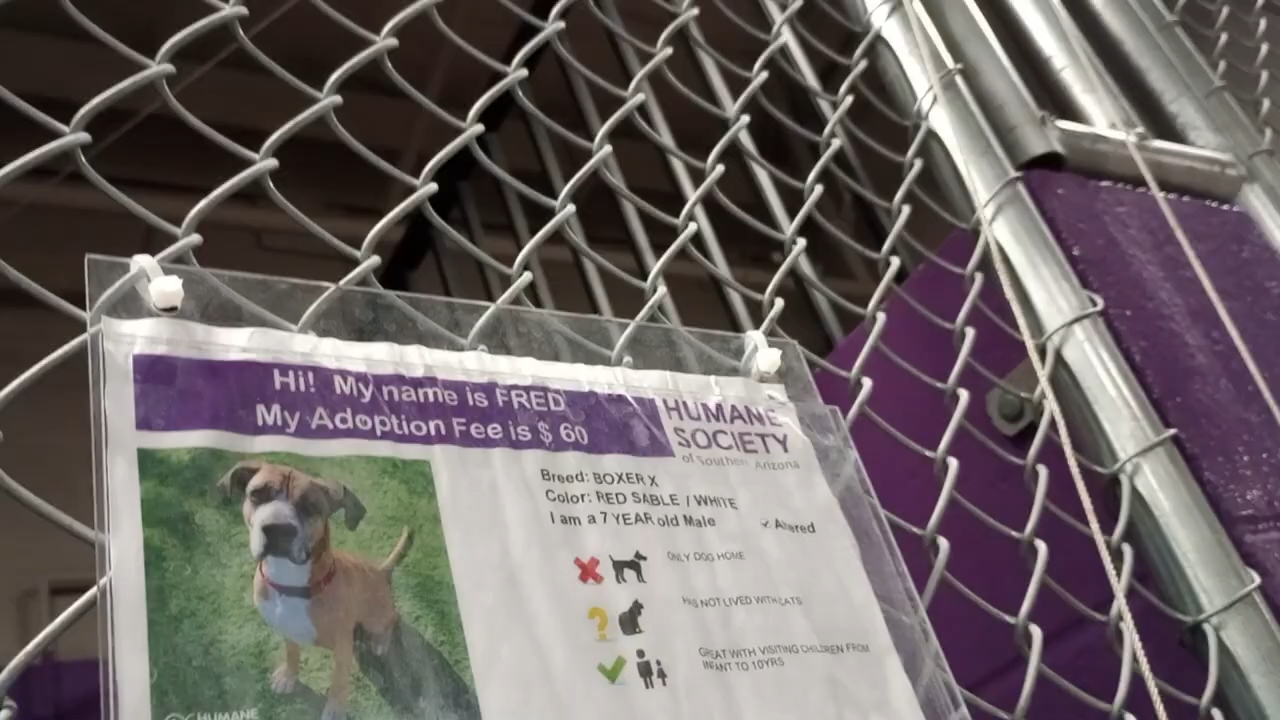 Hi! My name is FRED
My Adoption Fee is $ 60
HUMANE
SOCIETY
of Southern Arizona
Breed: BOXER X
Color: RED SABLE / WHITE
I am a 7 YEAR old Male
Altered
ONLY DOG HOME
HAS NOT LIVED WITH CATS
GREAT WITH VISITING CHILDREN FROM
INFANT TO 10YRS
HUMANE